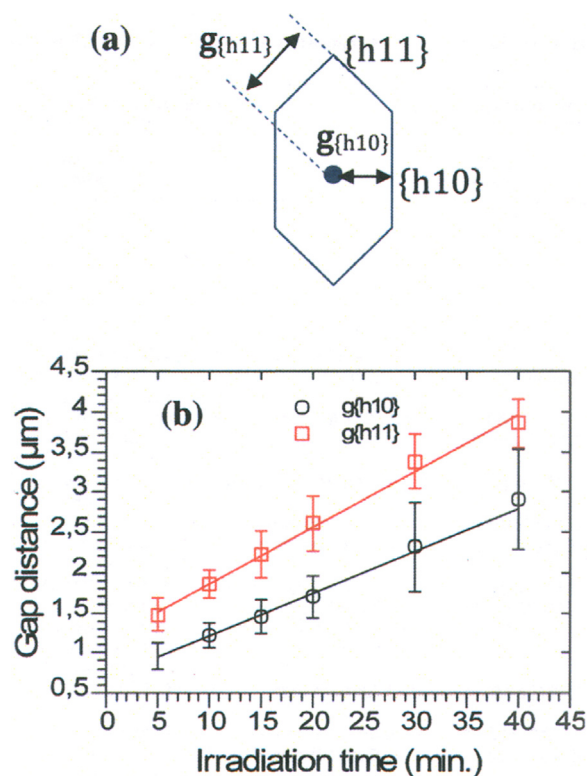 (a)
g{h11}
{h11}
g{h10}
{h10}
(b)
g{h10}
g{h11}
4,5
4
3,5
3
2,5
2
1,5
1
0,5
Gap distance (µm)
0 5 10 15 20 25 30 35 40 45
Irradiation time (min.)